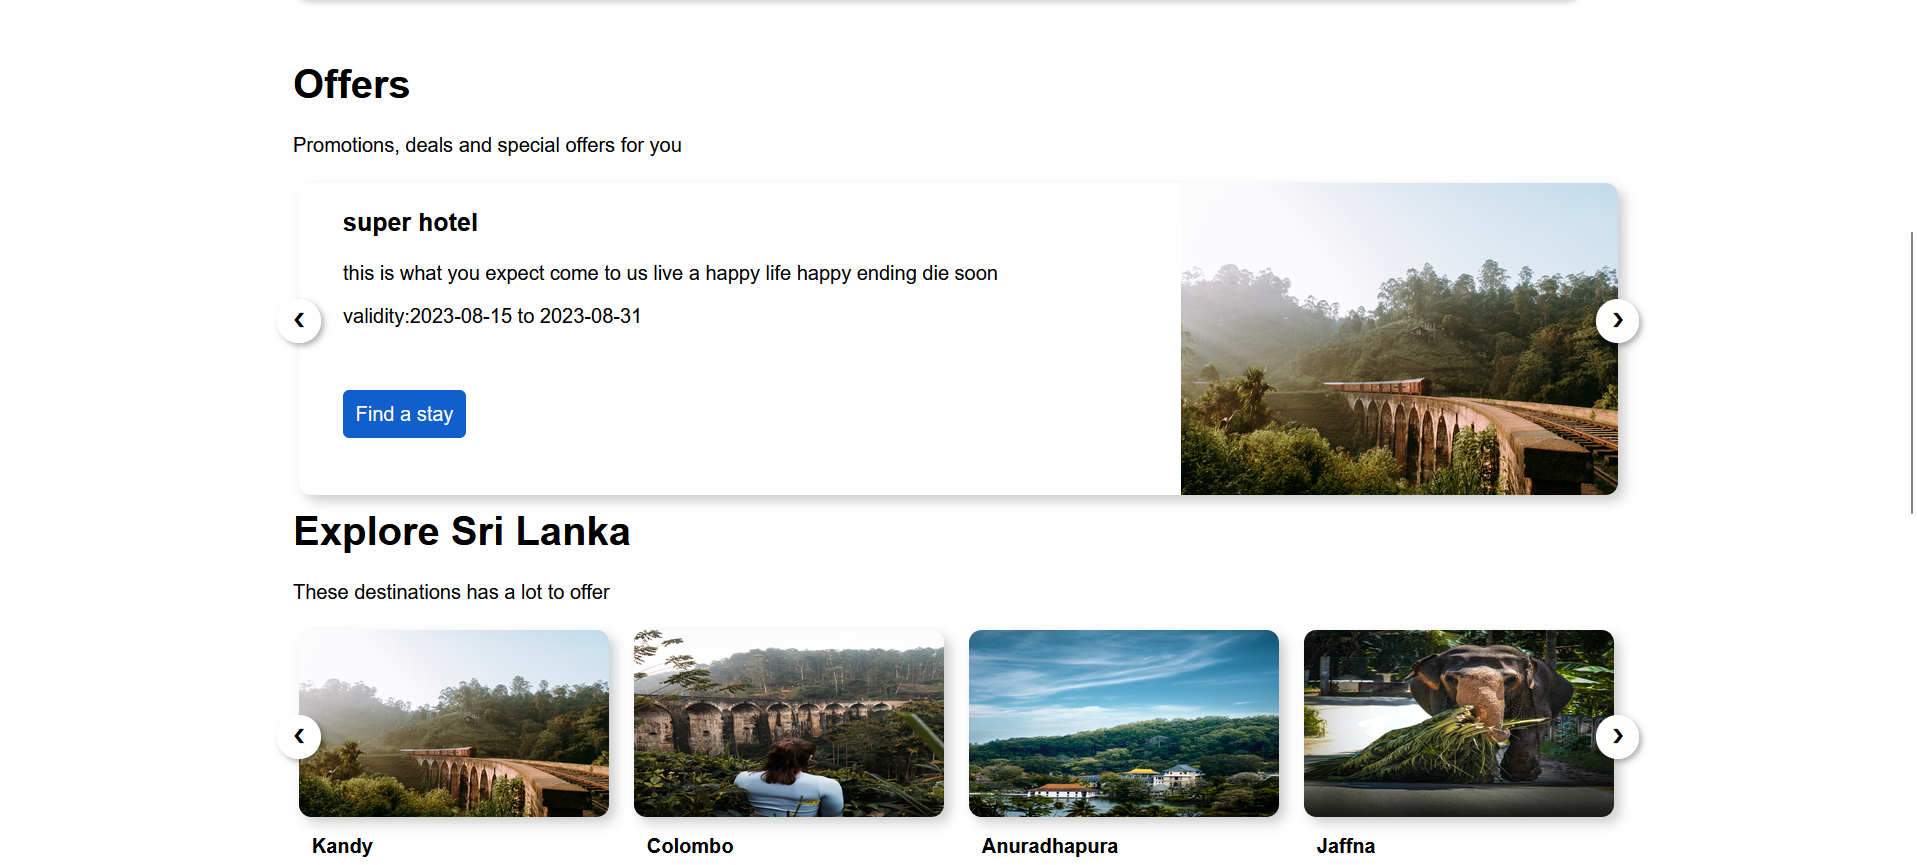 Offers
Promotions, deals and special offers for you
super hotel
this is what you expect come to us live a happy life happy ending die soon
validity:2023-08-15 to 2023-08-31
Find a stay
Explore Sri Lanka
These destinations has a lot to offer
Kandy
Colombo
Anuradhapura
Jaffna